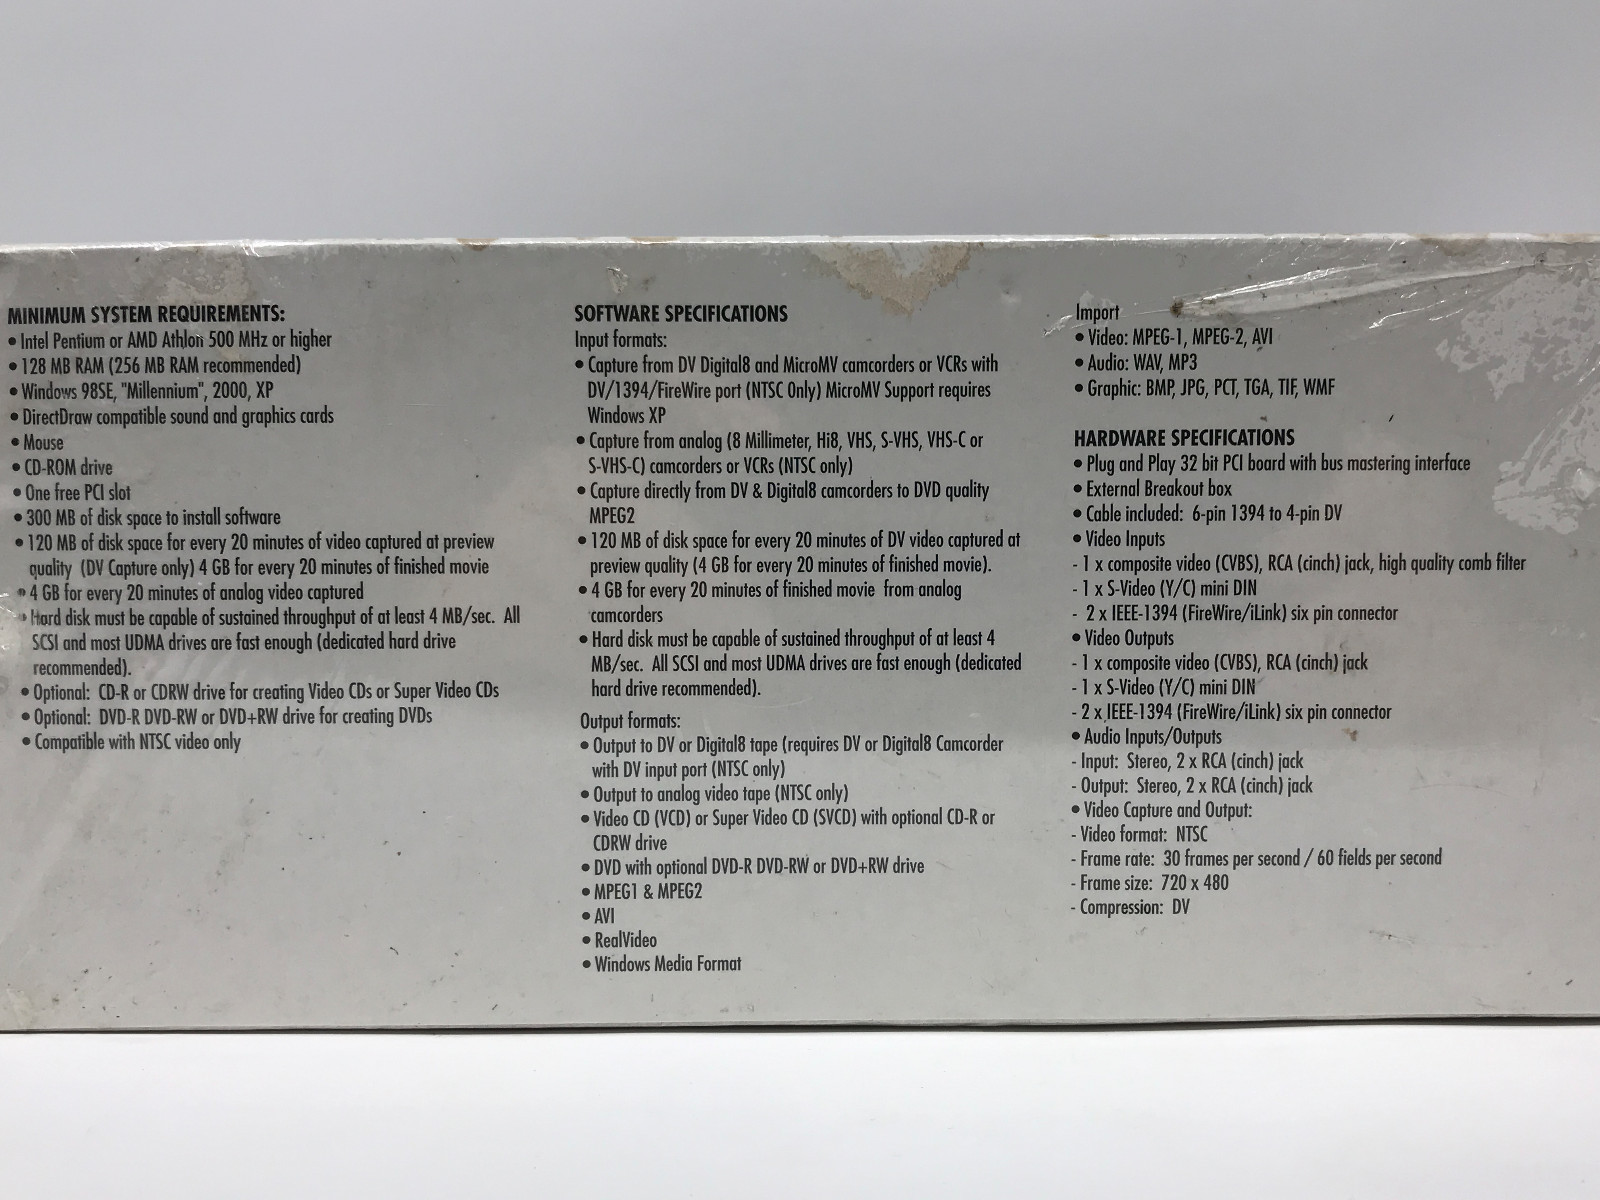 MINIMUM SYSTEM REQUIREMENTS:
• Intel Pentium or AMD Athlon 500 MHz or higher
• 128 MB RAM (256 MB RAM recommended)
• Windows 98SE, "Millennium", 2000, XP
• DirectDraw compatible sound and graphics cards
• Mouse
• CD-ROM drive
• One free PCI slot
• 300 MB of disk space to install software
• 120 MB of disk space for every 20 minutes of video captured at preview
quality (DV Capture only) 4 GB for every 20 minutes of finished movie
• 4 GB for every 20 minutes of analog video captured
• Hard disk must be capable of sustained throughput of at least 4 MB/sec. All
SCSI and most UDMA drives are fast enough (dedicated hard drive
recommended).
• Optional: CD-R or CDRW drive for creating Video CDs or Super Video CDs
• Optional: DVD-R DVD-RW or DVD+RW drive for creating DVDs
• Compatible with NTSC video only
SOFTWARE SPECIFICATIONS
Input formats:
• Capture from DV Digital8 and MicroMV camcorders or VCRs with
DV/1394/FireWire port (NTSC Only) MicroMV Support requires
Windows XP
• Capture from analog (8 Millimeter, Hi8, VHS, S-VHS, VHS-C or
S-VHS-C) camcorders or VCRs (NTSC only)
• Capture directly from DV & Digital8 camcorders to DVD quality
MPEG2
• 120 MB of disk space for every 20 minutes of DV video captured at
preview quality (4 GB for every 20 minutes of finished movie).
• 4 GB for every 20 minutes of finished movie from analog
camcorders
• Hard disk must be capable of sustained throughput of at least 4
MB/sec. All SCSI and most UDMA drives are fast enough (dedicated
hard drive recommended).
Output formats:
• Output to DV or Digital8 tape (requires DV or Digital8 Camcorder
with DV input port (NTSC only)
• Output to analog video tape (NTSC only)
• Video CD (VCD) or Super Video CD (SVCD) with optional CD-R or
CDRW drive
• DVD with optional DVD-R DVD-RW or DVD+RW drive
• MPEG1 & MPEG2
• AVI
• RealVideo
• Windows Media Format
Import
• Video: MPEG-1, MPEG-2, AVI
• Audio: WAV, MP3
• Graphic: BMP, JPG, PCT, TGA, TIF, WMF
HARDWARE SPECIFICATIONS
• Plug and Play 32 bit PCI board with bus mastering interface
• External Breakout box
• Cable included: 6-pin 1394 to 4-pin DV
• Video Inputs
- 1 x composite video (CVBS), RCA (cinch) jack, high quality comb filter
- 1 x S-Video (Y/C) mini DIN
- 2 x IEEE-1394 (FireWire/iLink) six pin connector
• Video Outputs
- 1 x composite video (CVBS), RCA (cinch) jack
- 1 x S-Video (Y/C) mini DIN
- 2 x IEEE-1394 (FireWire/iLink) six pin connector
• Audio Inputs/Outputs
- Input: Stereo, 2 x RCA (cinch) jack
- Output: Stereo, 2 x RCA (cinch) jack
• Video Capture and Output:
- Video format: NTSC
- Frame rate: 30 frames per second / 60 fields per second
- Frame size: 720 x 480
- Compression: DV